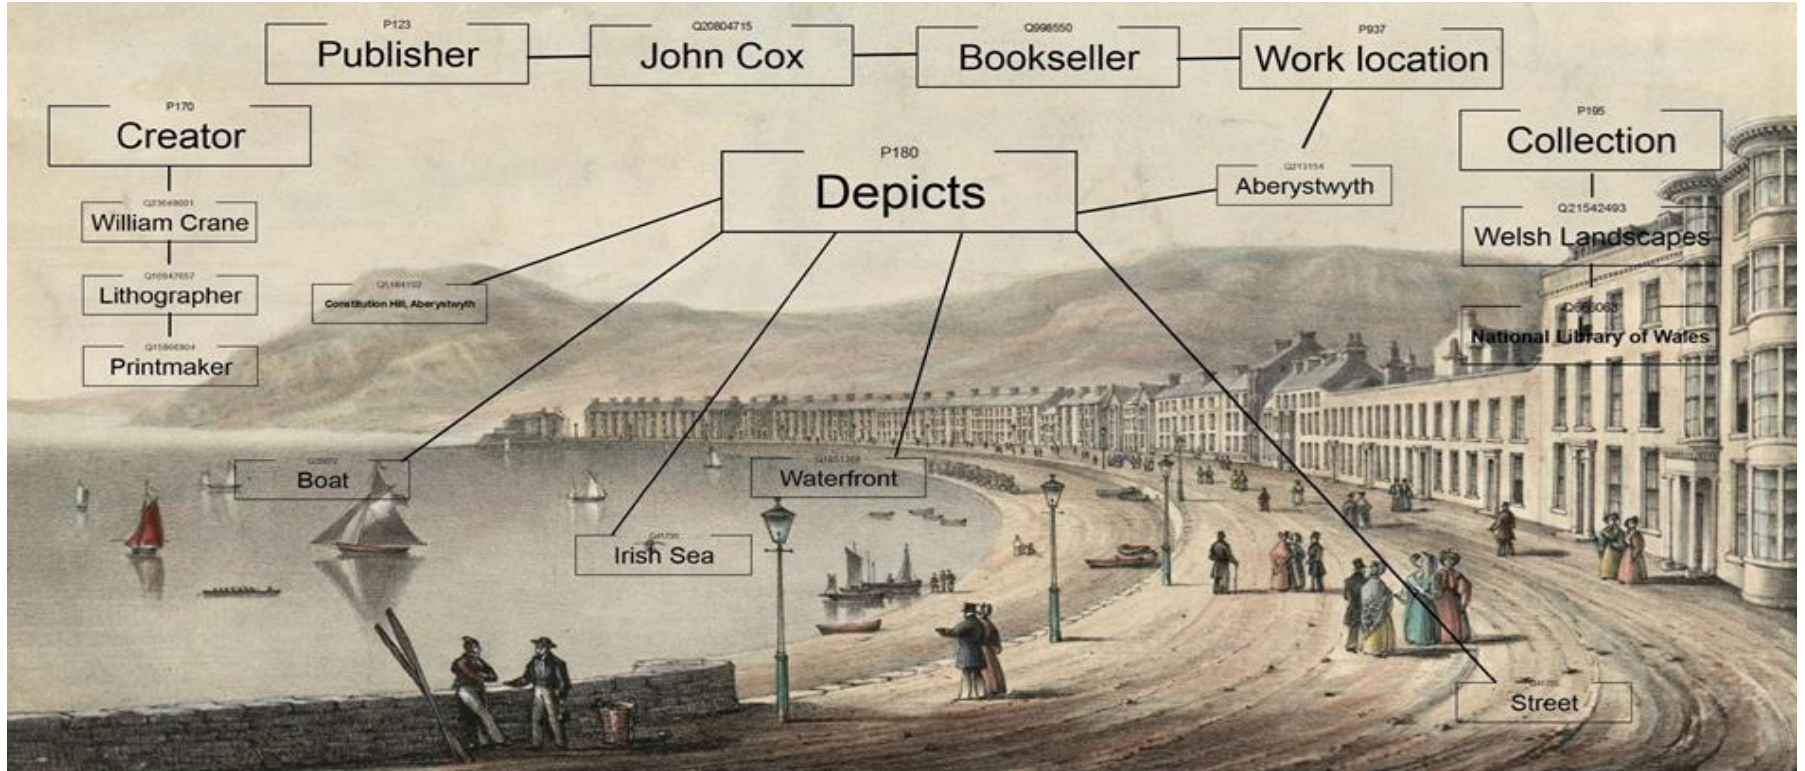 P123
Publisher
Q20804715
John Cox
Q998550
Bookseller
P937
Work location
P170
Creator
William Crane
Lithographer
Printmaker
P180
Depicts
Aberystwyth
P195
Collection
Q21542493
Welsh Landscapes
National Library of Wales
Constitution Hill, Aberystwyth
Boat
Irish Sea
Waterfront
Street